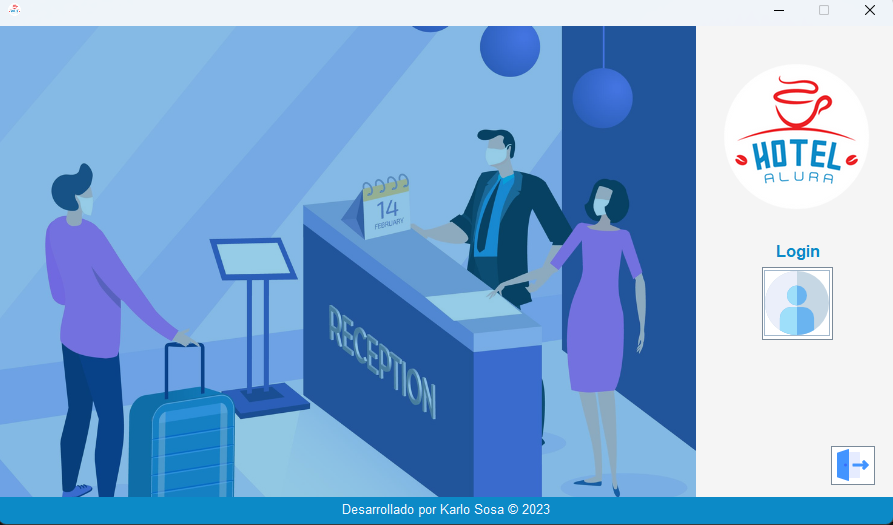 HOTEL
ALURA
14
FEBRUARY
Login
RECEPTION
Desarrollado por Karlo Sosa © 2023